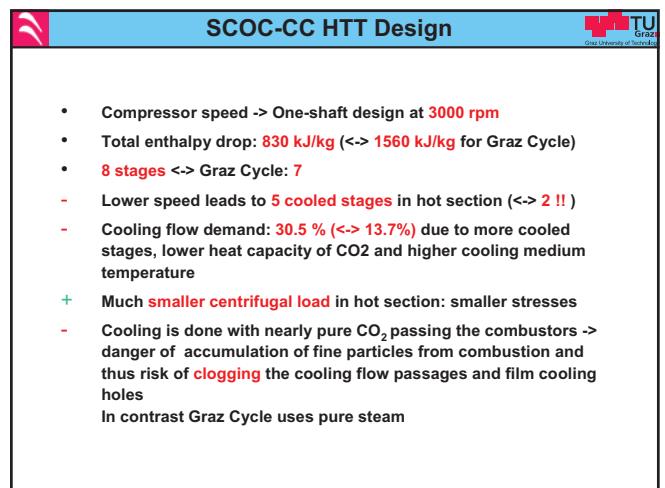 SCOC-CC HTT Design
TU
Graz
Graz University of Technology
• Compressor speed -> One-shaft design at 3000 rpm
• Total enthalpy drop: 830 kJ/kg (<-> 1560 kJ/kg for Graz Cycle)
• 8 stages <-> Graz Cycle: 7
- Lower speed leads to 5 cooled stages in hot section (<-> 2 !! )
- Cooling flow demand: 30.5 % (<-> 13.7%) due to more cooled
stages, lower heat capacity of CO2 and higher cooling medium
temperature
+ Much smaller centrifugal load in hot section: smaller stresses
- Cooling is done with nearly pure CO2 passing the combustors ->
danger of accumulation of fine particles from combustion and
thus risk of clogging the cooling flow passages and film cooling
holes
In contrast Graz Cycle uses pure steam